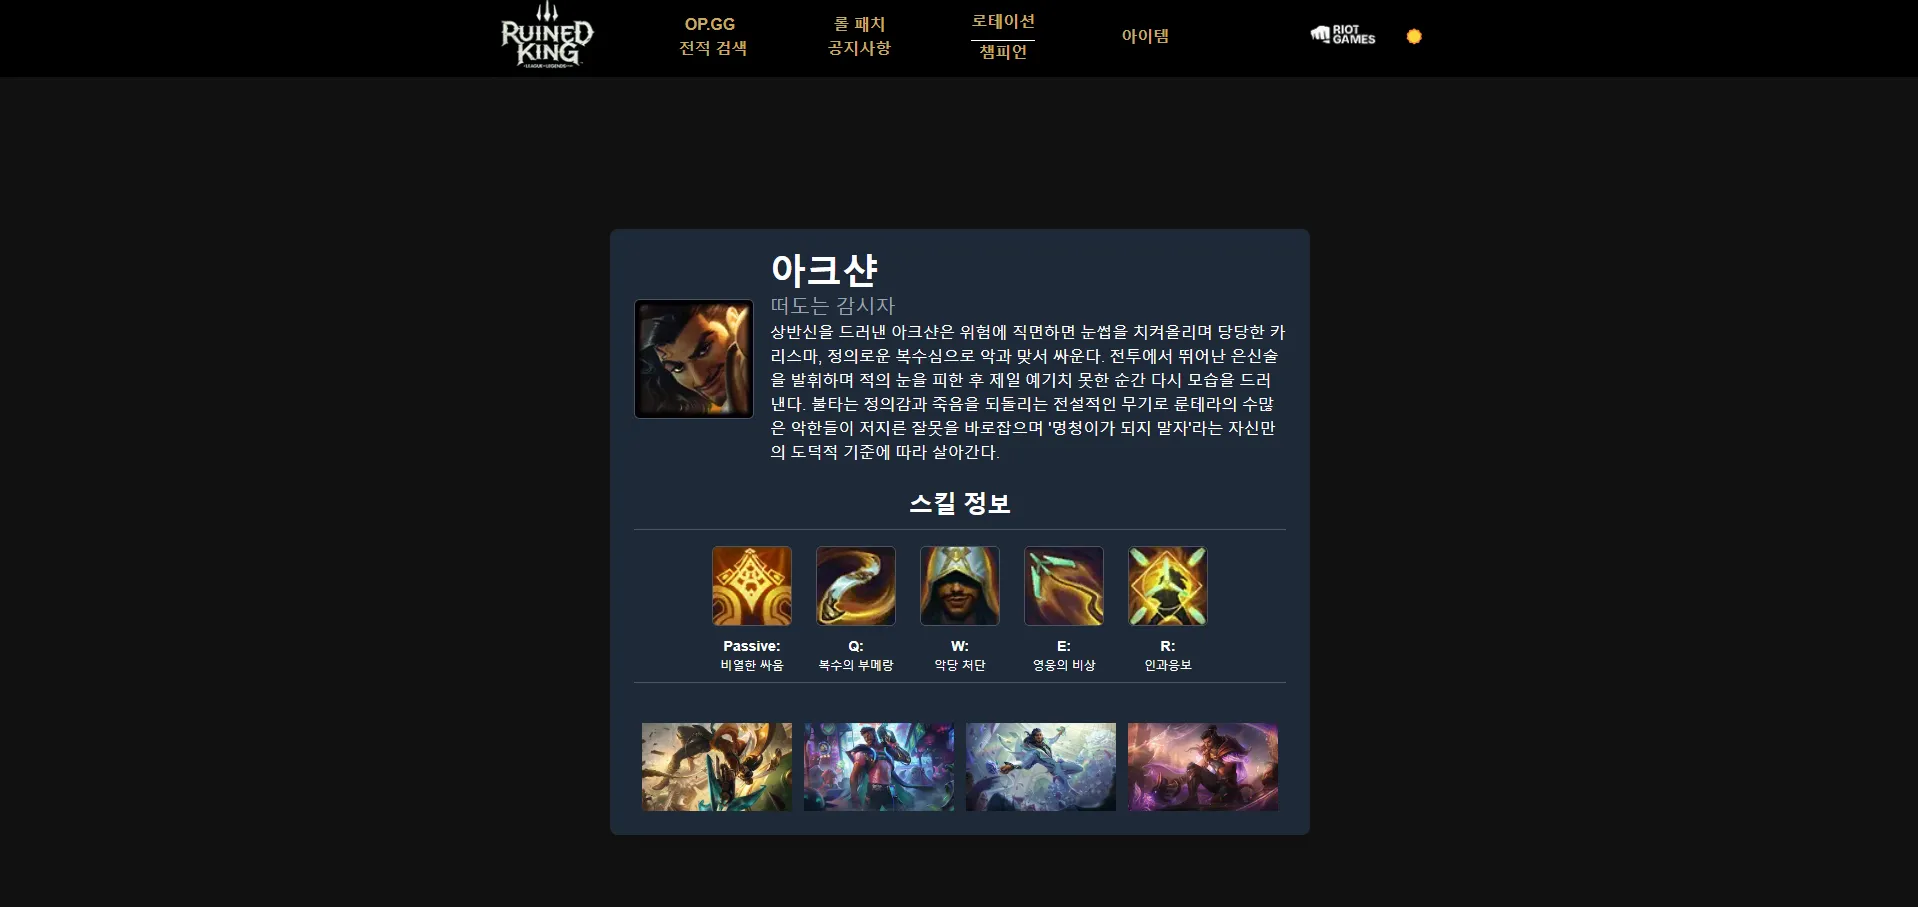 RUINED
KING
LEAGUE OF LEGENDS
OP.GG
전적 검색
롤 패치
공지사항
로테이션
챔피언
아이템
RIOT
GAMES
아크샨
떠도는 감시자
상반신을 드러낸 아크샨은 위험에 직면하면 눈썹을 치켜올리며 당당한 카
리스마, 정의로운 복수심으로 악과 맞서 싸운다. 전투에서 뛰어난 은신술
을 발휘하며 적의 눈을 피한 후 제일 예기치 못한 순간 다시 모습을 드러
낸다. 불타는 정의감과 죽음을 되돌리는 전설적인 무기로 룬테라의 수많
은 악한들이 저지른 잘못을 바로잡으며 '멍청이가 되지 말자'라는 자신만
의 도덕적 기준에 따라 살아간다.
스킬 정보
Passive:
비열한 싸움
Q:
복수의 부메랑
W:
악당 처단
E:
영웅의 비상
R:
인과응보